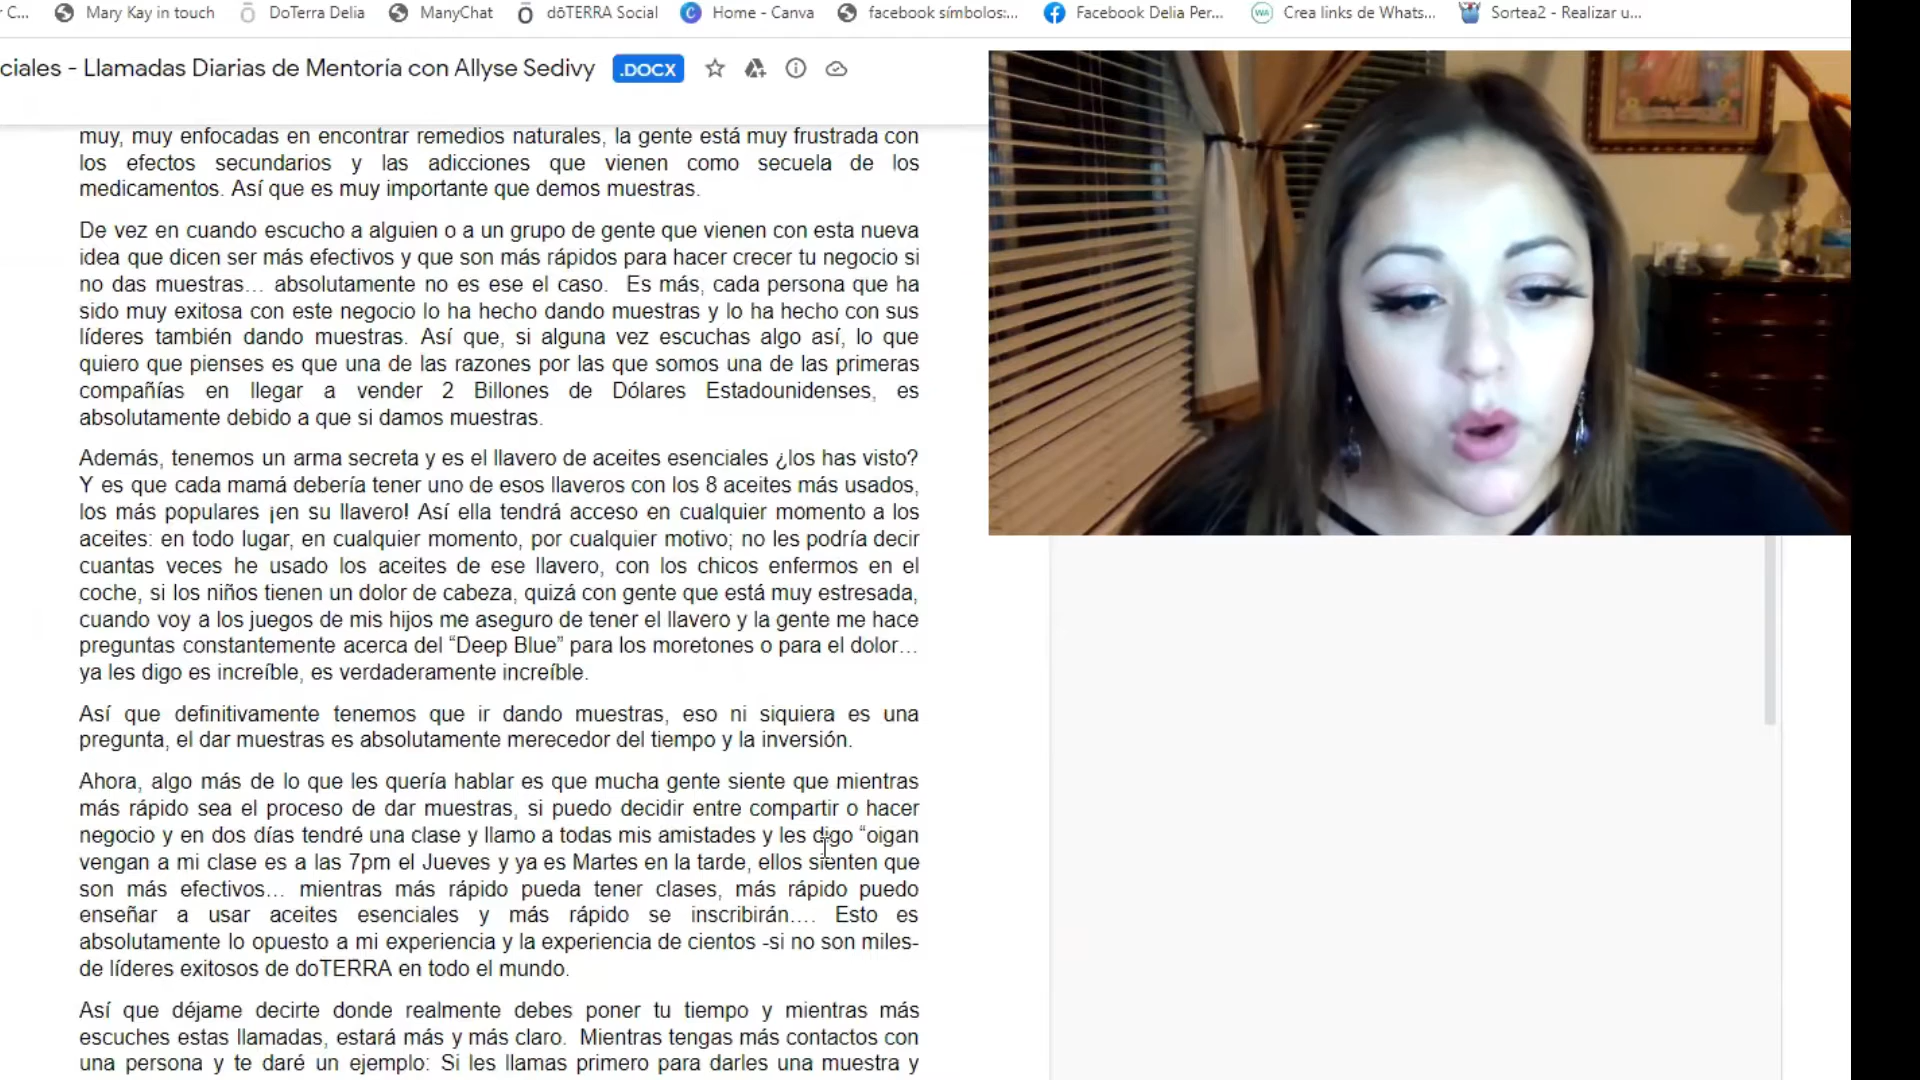 Mary Kay in touch
DoTerra Delia
ManyChat
dōTERRA Social
Home - Canva
facebook símbolos:...
Facebook Delia Per...
Crea links de Whats...
Sortea2 - Realizar u...
ciales - Llamadas Diarias de Mentoría con Allyse Sedivy .DOCX
muy, muy enfocadas en encontrar remedios naturales, la gente está muy frustrada con
los efectos secundarios y las adicciones que vienen como secuela de los
medicamentos. Así que es muy importante que demos muestras.
De vez en cuando escucho a alguien o a un grupo de gente que vienen con esta nueva
idea que dicen ser más efectivos y que son más rápidos para hacer crecer tu negocio si
no das muestras… absolutamente no es ese el caso. Es más, cada persona que ha
sido muy exitosa con este negocio lo ha hecho dando muestras y lo ha hecho con sus
líderes también dando muestras. Así que, si alguna vez escuchas algo así, lo que
quiero que pienses es que una de las razones por las que somos una de las primeras
compañías en llegar a vender 2 Billones de Dólares Estadounidenses, es
absolutamente debido a que si damos muestras.
Además, tenemos un arma secreta y es el llavero de aceites esenciales ¿los has visto?
Y es que cada mamá debería tener uno de esos llaveros con los 8 aceites más usados,
los más populares ¡en su llavero! Así ella tendrá acceso en cualquier momento a los
aceites: en todo lugar, en cualquier momento, por cualquier motivo; no les podría decir
cuantas veces he usado los aceites de ese llavero, con los chicos enfermos en el
coche, si los niños tienen un dolor de cabeza, quizá con gente que está muy estresada,
cuando voy a los juegos de mis hijos me aseguro de tener el llavero y la gente me hace
preguntas constantemente acerca del “Deep Blue” para los moretones o para el dolor…
ya les digo es increíble, es verdaderamente increíble.
Así que definitivamente tenemos que ir dando muestras, eso ni siquiera es una
pregunta, el dar muestras es absolutamente merecedor del tiempo y la inversión.
Ahora, algo más de lo que les quería hablar es que mucha gente siente que mientras
más rápido sea el proceso de dar muestras, si puedo decidir entre compartir o hacer
negocio y en dos días tendré una clase y llamo a todas mis amistades y les digo “oigan
vengan a mi clase es a las 7pm el Jueves y ya es Martes en la tarde, ellos sienten que
son más efectivos… mientras más rápido pueda tener clases, más rápido puedo
enseñar a usar aceites esenciales y más rápido se inscribirán…. Esto es
absolutamente lo opuesto a mi experiencia y la experiencia de cientos -si no son miles-
de líderes exitosos de doTERRA en todo el mundo.
Así que déjame decirte donde realmente debes poner tu tiempo y mientras más
escuches estas llamadas, estará más y más claro. Mientras tengas más contactos con
una persona y te daré un ejemplo: Si les llamas primero para darles una muestra y